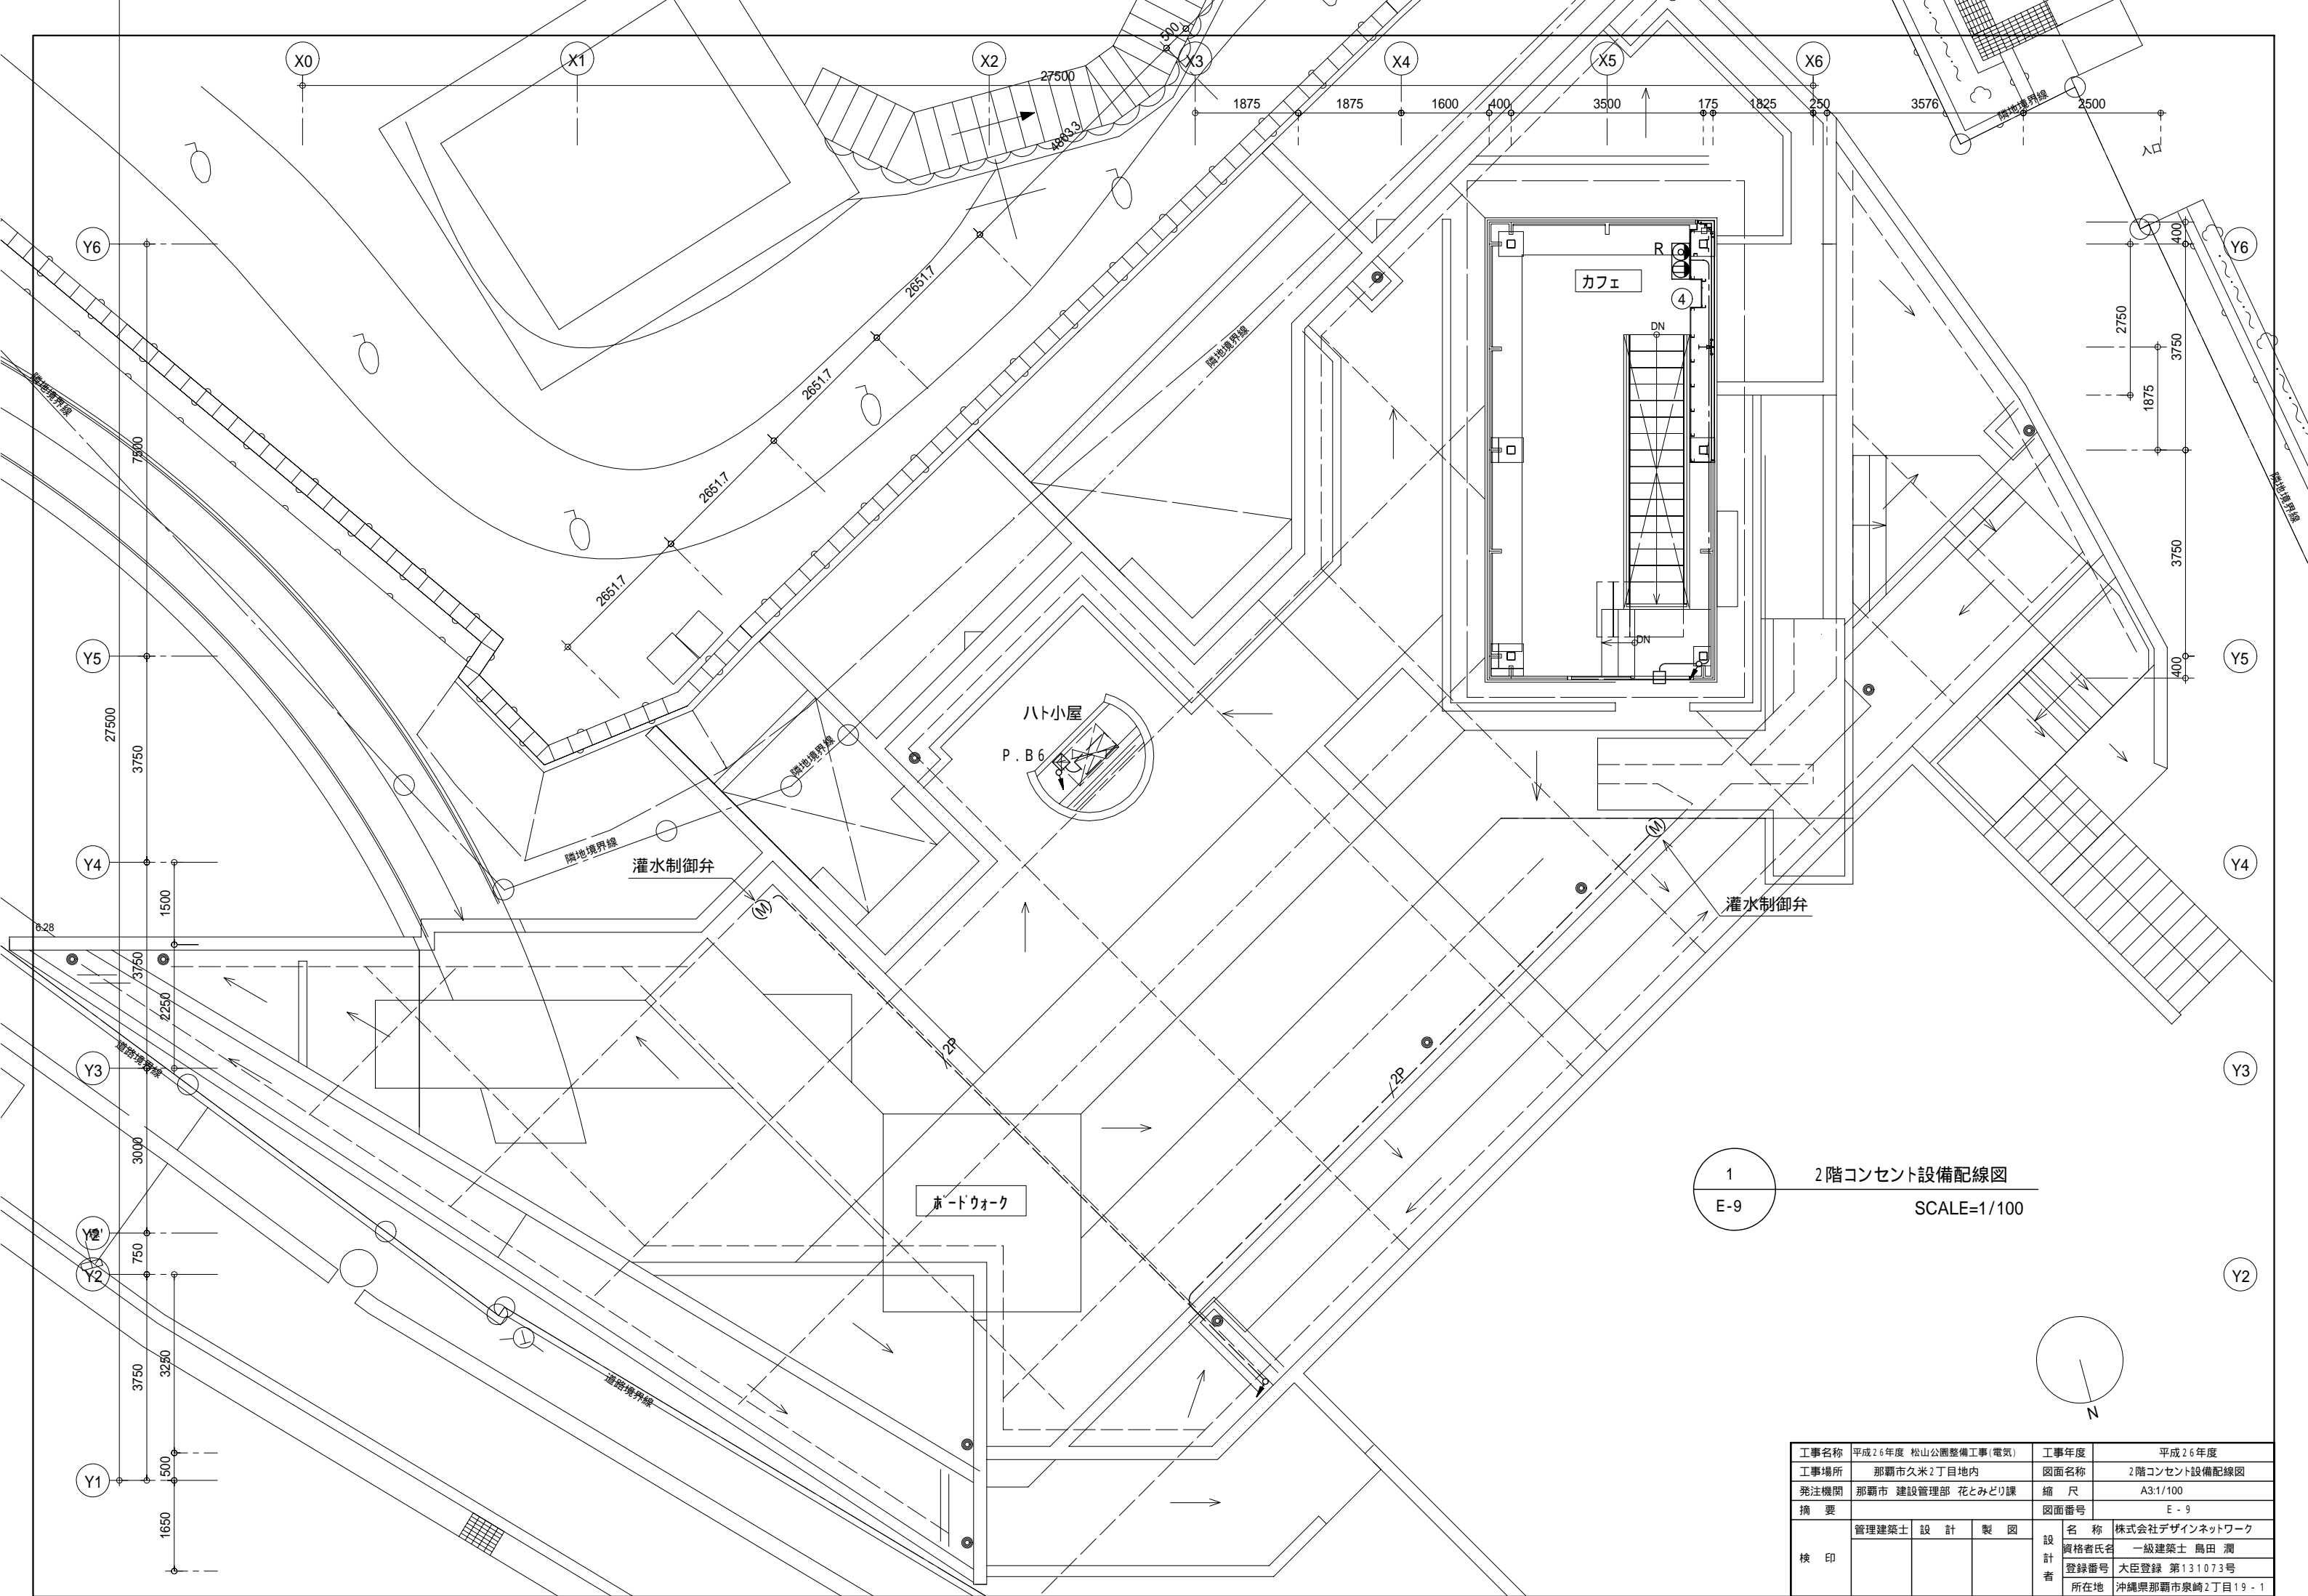 X0
X1
X2
X3
X4
X5
X6
500
27500
4863.3
1875
1875
1600
400
3500
175
1825
250
3576
2500
隣地境界線
入口
Y6
Y6
400
2750
3750
1875
R
カフェ
4
DN
隣地境界線
2651.7
2651.7
2651.7
2651.7
隣地境界線
隣地境界線
7500
3750
Y5
Y5
400
DN
27500
3750
ハト小屋
P.B6
隣地境界線
隣地境界線
M
Y4
Y4
灌水制御弁
M
灌水制御弁
1500
6.28
3750
2250
道路境界線
2P
2P
Y3
Y3
3000
1
2階コンセント設備配線図
E-9
SCALE=1/100
ボードウォーク
Y2'
750
Y2
Y2
3750
3250
道路境界線
N
500
Y1
1650
工事名称 平成26年度 松山公園整備工事(電気) 工事年度 平成26年度
工事場所 那覇市久米2丁目地内 図面名称 2階コンセント設備配線図
発注機関 那覇市 建設管理部 花とみどり課 縮 尺 A3:1/100
摘 要 図面番号 E - 9
検 印 管理建築士 設 計 製 図 設計者 名 称 株式会社デザインネットワーク
資格者氏名 一級建築士 島田 潤
登録番号 大臣登録 第131073号
所在地 沖縄県那覇市泉崎2丁目19-1